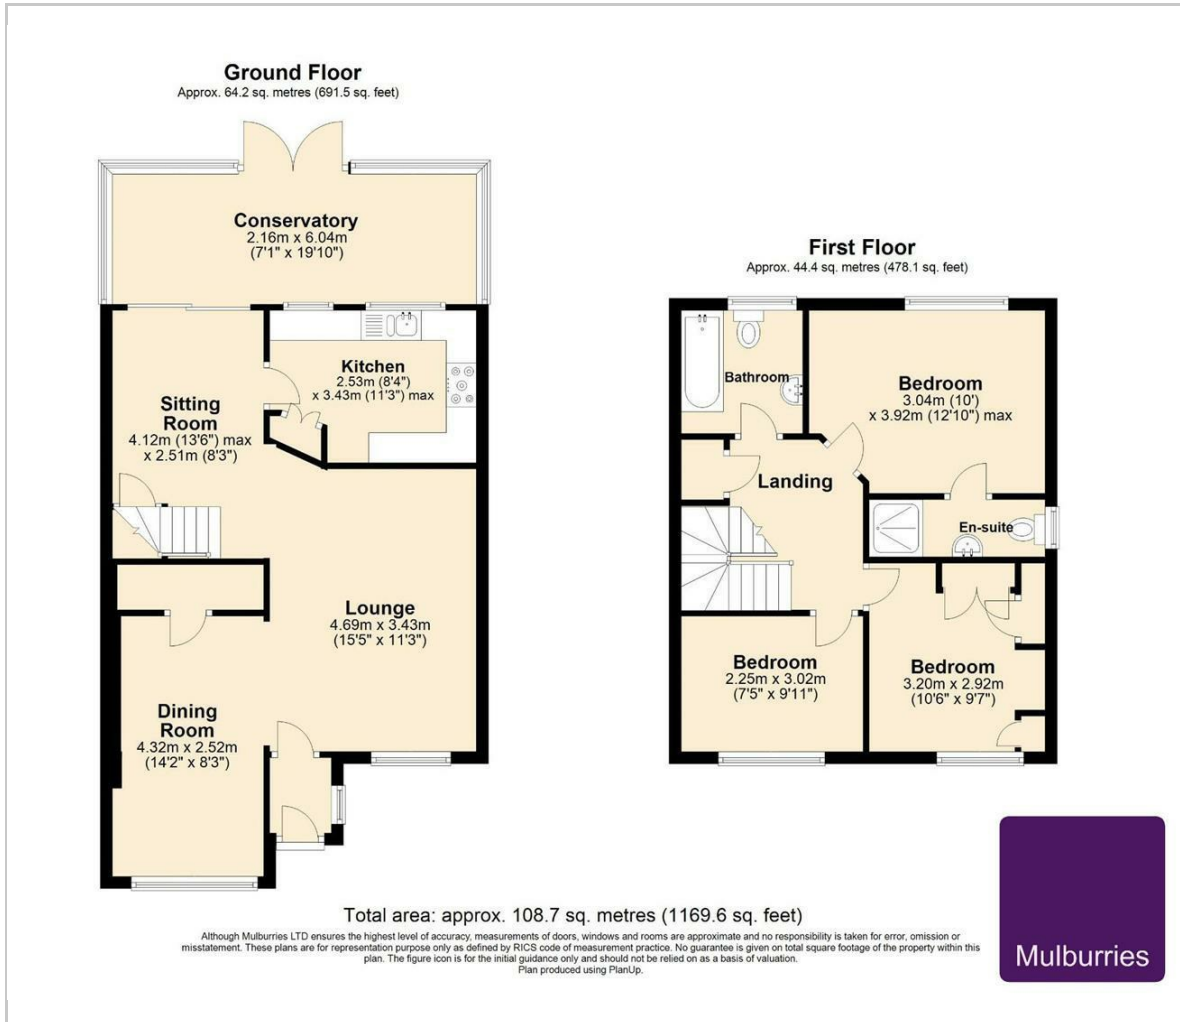 Ground Floor
Approx. 64.2 sq. metres (691.5 sq. feet)
Conservatory
2.16m x 6.04m
(7'1" x 19'10")
Kitchen
2.53m (8'4")
x 3.43m (11'3") max
Sitting
Room
4.12m (13'6") max
x 2.51m (8'3")
Lounge
4.69m x 3.43m
(15'5" x 11'3")
Dining
Room
4.32m x 2.52m
(14'2" x 8'3")
First Floor
Approx. 44.4 sq. metres (478.1 sq. feet)
Bathroom
Bedroom
3.04m (10')
x 3.92m (12'10") max
Landing
En-suite
Bedroom
2.25m x 3.02m
(7'5" x 9'11")
Bedroom
3.20m x 2.92m
(10'6" x 9'7")
Total area: approx. 108.7 sq. metres (1169.6 sq. feet)
Although Mulburries LTD ensures the highest level of accuracy, measurements of doors, windows and rooms are approximate and no responsibility is taken for error, omission or
misstatement. These plans are for representation purpose only as defined by RICS code of measurement practice. No guarantee is given on total square footage of the property within this
plan. The figure icon is for the initial guidance only and should not be relied on as a basis of valuation.
Plan produced using PlanUp.
Mulburries